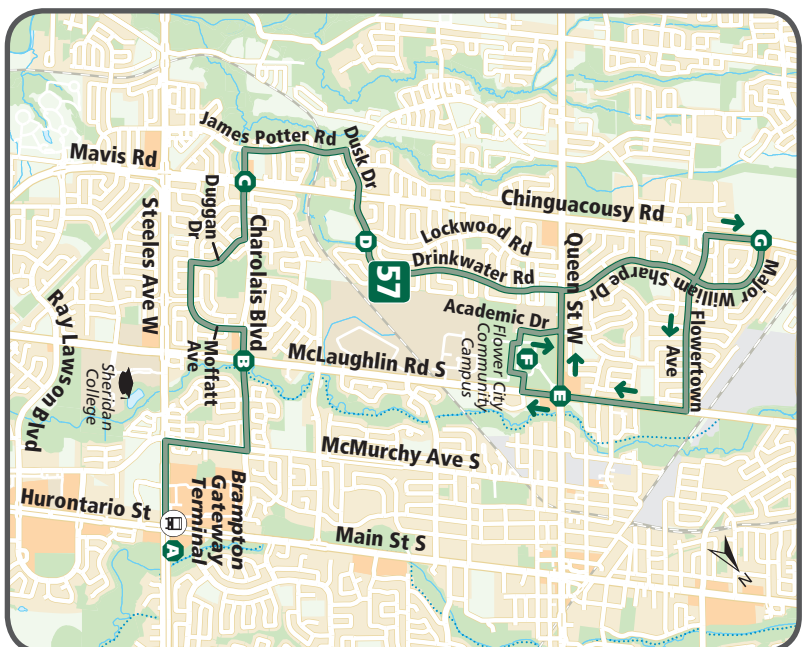 James Potter Rd
Dusk Dr
Mavis Rd
C
Duggan
Dr
Charolais Blvd
Steeles Ave W
D
57
Lockwood Rd
Drinkwater Rd
Chinguacousy Rd
G
Major William Sharpe Dr
Queen St W
Flowertown
Ave
Academic Dr
Flower City
Community
Campus
F
E
McLaughlin Rd S
B
Moffatt
Ave
Ray Lawson Blvd
Sheridan
College
McMurchy Ave S
Brampton
Gateway
Terminal
Hurontario St
A
Main St S
N